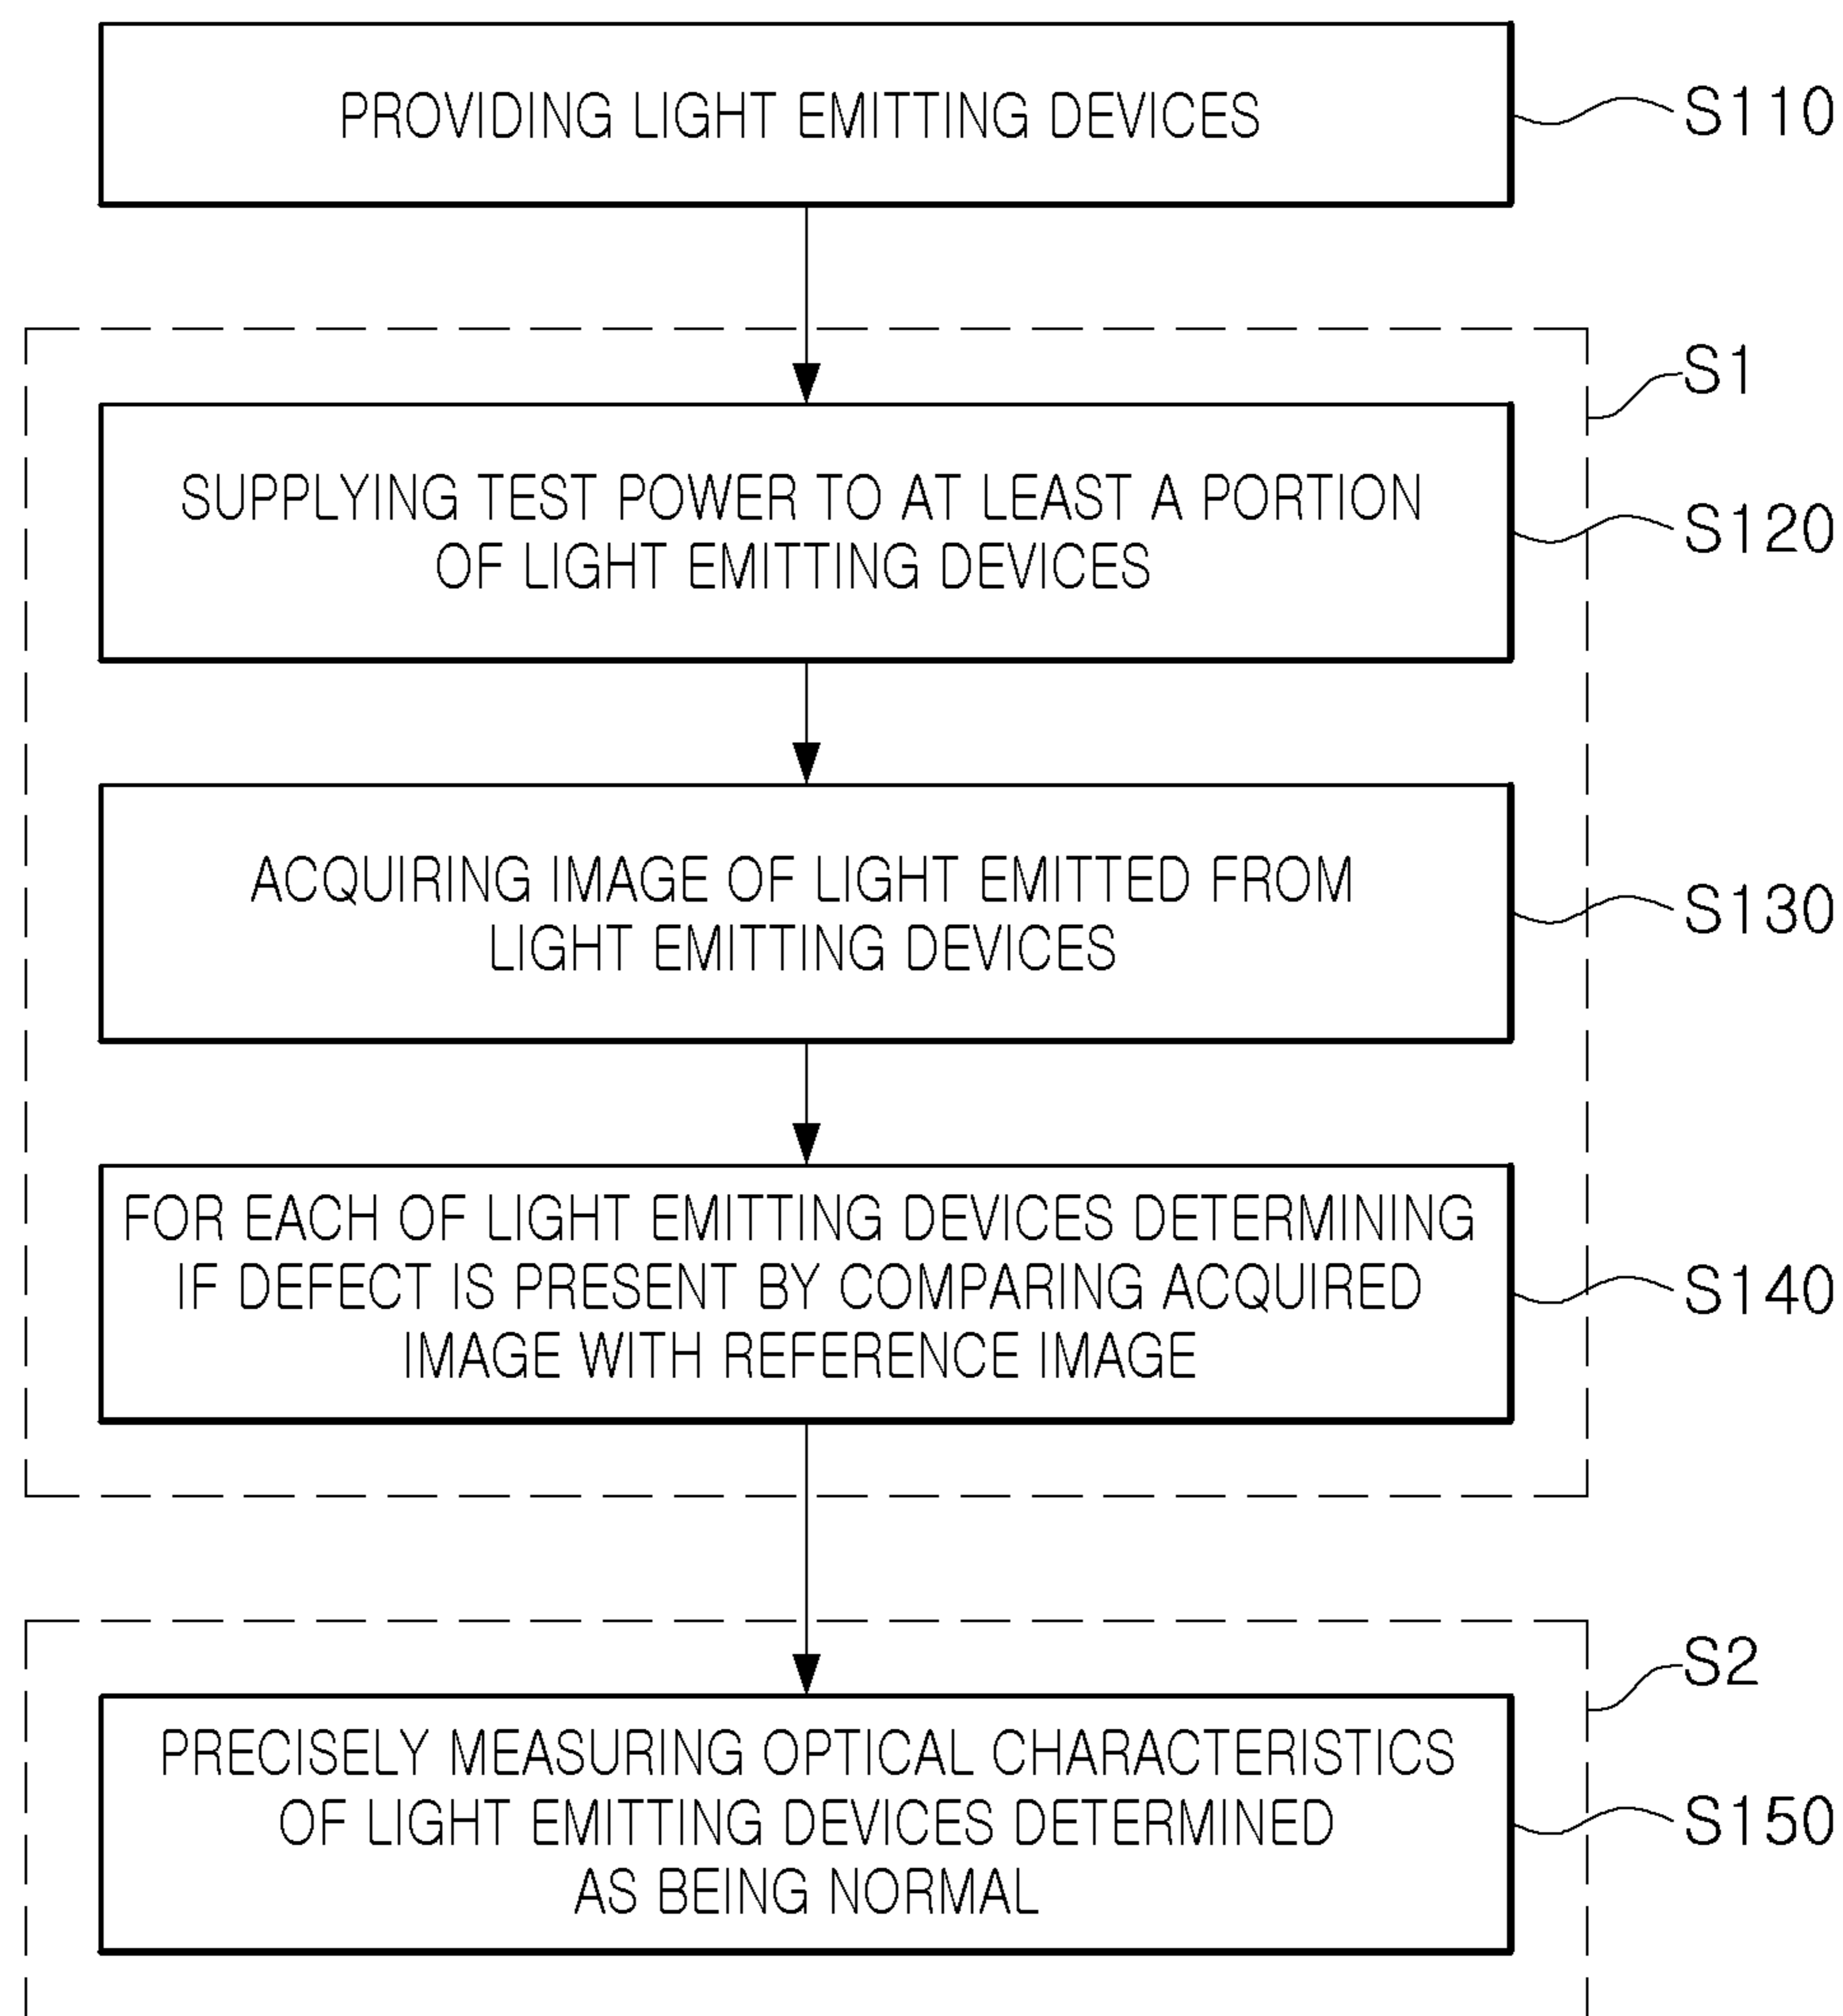 PROVIDING LIGHT EMITTING DEVICES
S110
S1
SUPPLYING TEST POWER TO AT LEAST A PORTION
OF LIGHT EMITTING DEVICES
S120
ACQUIRING IMAGE OF LIGHT EMITTED FROM
LIGHT EMITTING DEVICES
S130
FOR EACH OF LIGHT EMITTING DEVICES DETERMINING
IF DEFECT IS PRESENT BY COMPARING ACQUIRED
IMAGE WITH REFERENCE IMAGE
S140
S2
PRECISELY MEASURING OPTICAL CHARACTERISTICS
OF LIGHT EMITTING DEVICES DETERMINED
AS BEING NORMAL
S150